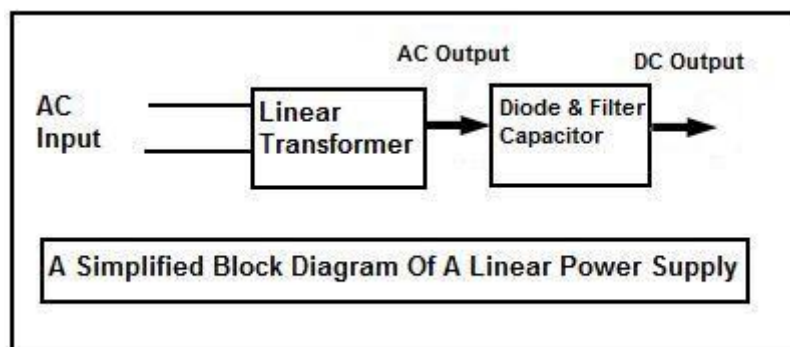 AC Output
DC Output
AC
Input
Linear
Transformer
Diode & Filter
Capacitor
A Simplified Block Diagram Of A Linear Power Supply